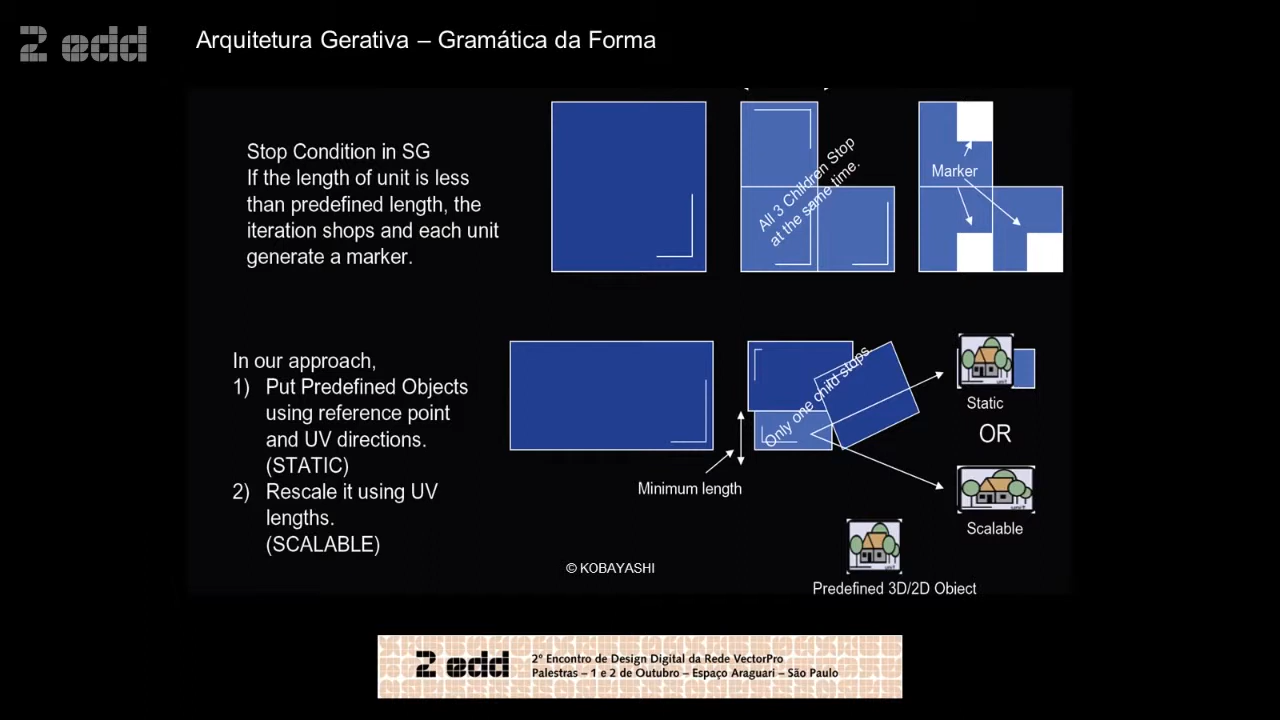 2 edd
Arquitetura Gerativa – Gramática da Forma
Stop Condition in SG
If the length of unit is less
than predefined length, the
iteration shops and each unit
generate a marker.
All 3 Children Stop
at the same time.
Marker
In our approach,
1) Put Predefined Objects
using reference point
and UV directions.
(STATIC)
2) Rescale it using UV
lengths.
(SCALABLE)
Only one child stops.
Minimum length
Static
OR
Scalable
© KOBAYASHI
Predefined 3D/2D Object
2 edd
2º Encontro de Design Digital da Rede VectorPro
Palestras – 1 e 2 de Outubro – Espaço Araguari – São Paulo